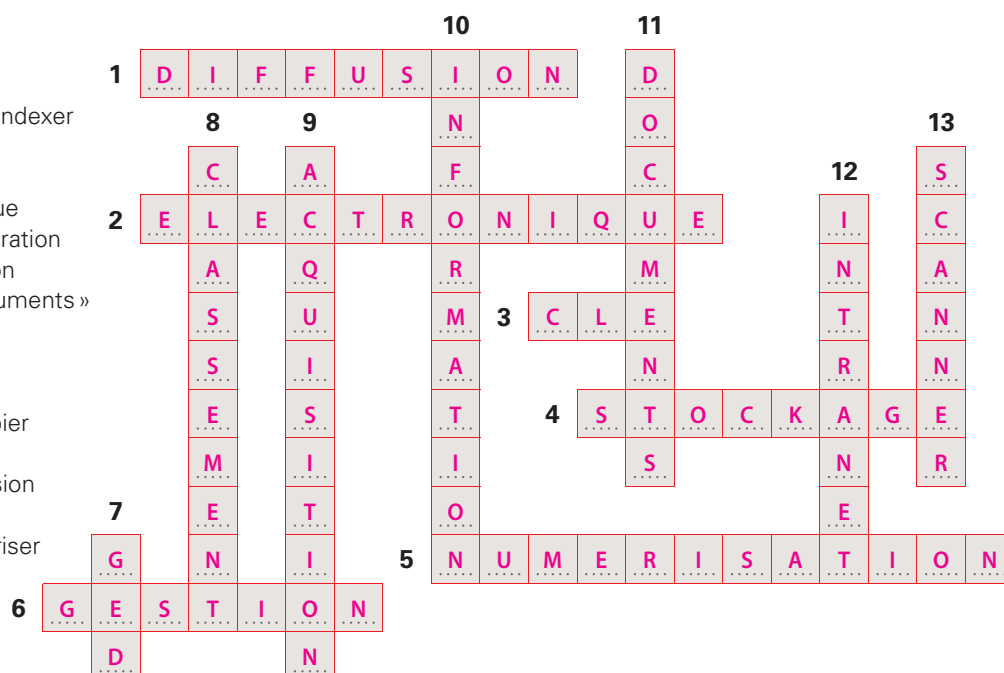 10 11
1 D I F F U S I O N D
ndexer 8 9 N O 13
C A F C 12 S
ue 2 E L E C T R O N I Q U E I C
ration
on A Q R M N A
uments »
S U M 3 C L E T N
S I A N R N
ier E S T 4 S T O C K A G E
M I I S N R
sion
7 E T O E
riser
G N I 5 N U M E R I S A T I O N
6 G E S T I O N
D N